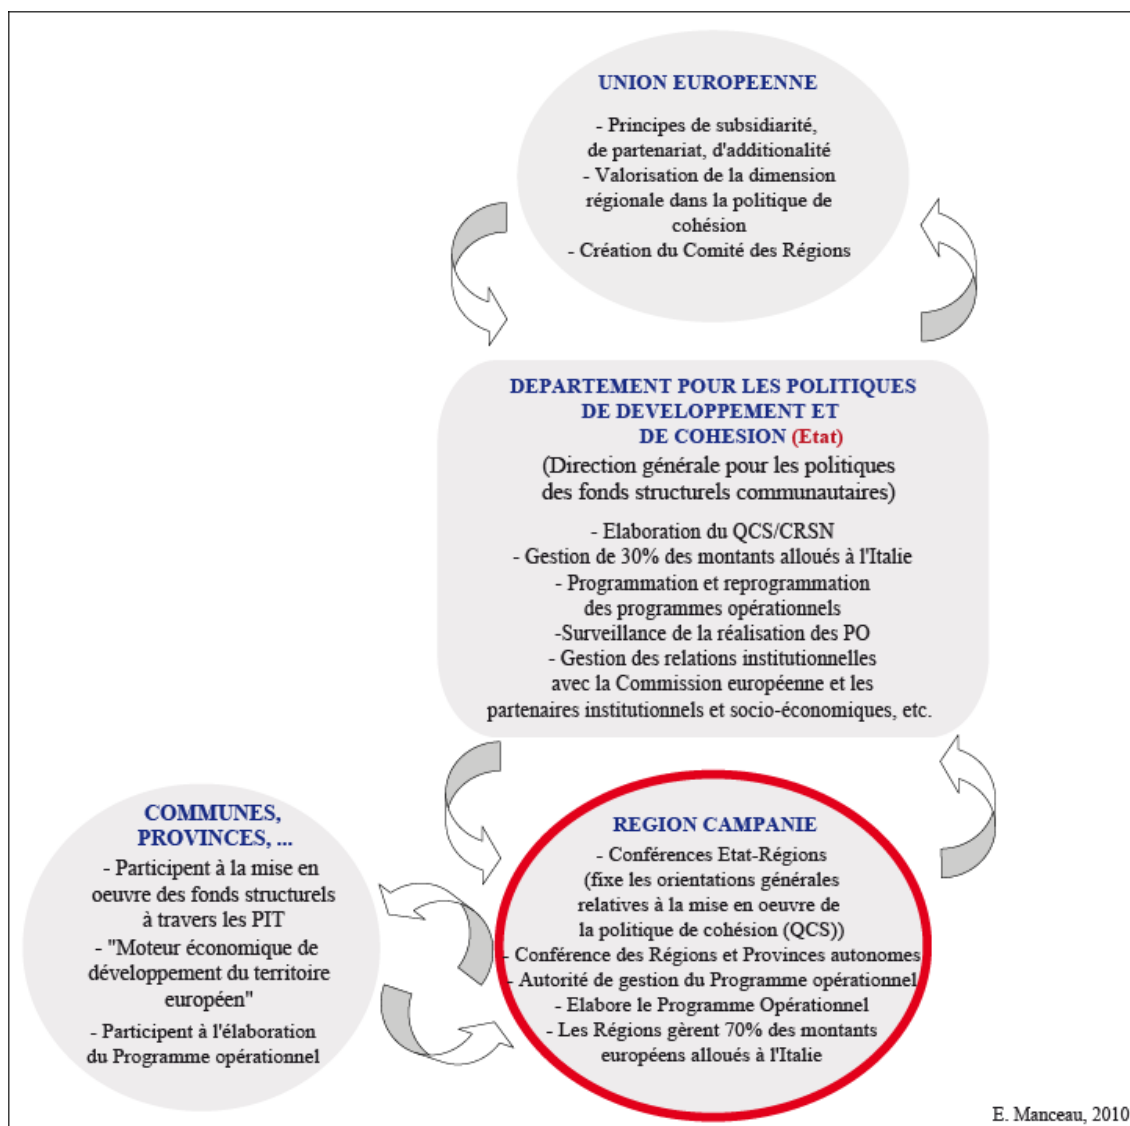 UNION EUROPEENNE
- Principes de subsidiarité,
de partenariat, d'additionalité
- Valorisation de la dimension
régionale dans la politique de
cohésion
- Création du Comité des Régions
DEPARTEMENT POUR LES POLITIQUES
DE DEVELOPPEMENT ET
DE COHESION (Etat)
(Direction générale pour les politiques
des fonds structurels communautaires)
- Elaboration du QCS/CRSN
- Gestion de 30% des montants alloués à l'Italie
- Programmation et reprogrammation
des programmes opérationnels
-Surveillance de la réalisation des PO
- Gestion des relations institutionnelles
avec la Commission européenne et les
partenaires institutionnels et socio-économiques, etc.
COMMUNES,
PROVINCES, ...
- Participent à la mise en
oeuvre des fonds structurels
à travers les PIT
- "Moteur économique de
développement du territoire
européen"
- Participent à l'élaboration
du Programme opérationnel
REGION CAMPANIE
- Conférences Etat-Régions
(fixe les orientations générales
relatives à la mise en oeuvre de
la politique de cohésion (QCS))
- Conférence des Régions et Provinces autonomes
- Autorité de gestion du Programme opérationnel
- Elabore le Programme Opérationnel
- Les Régions gèrent 70% des montants
européens alloués à l'Italie
E. Manceau, 2010